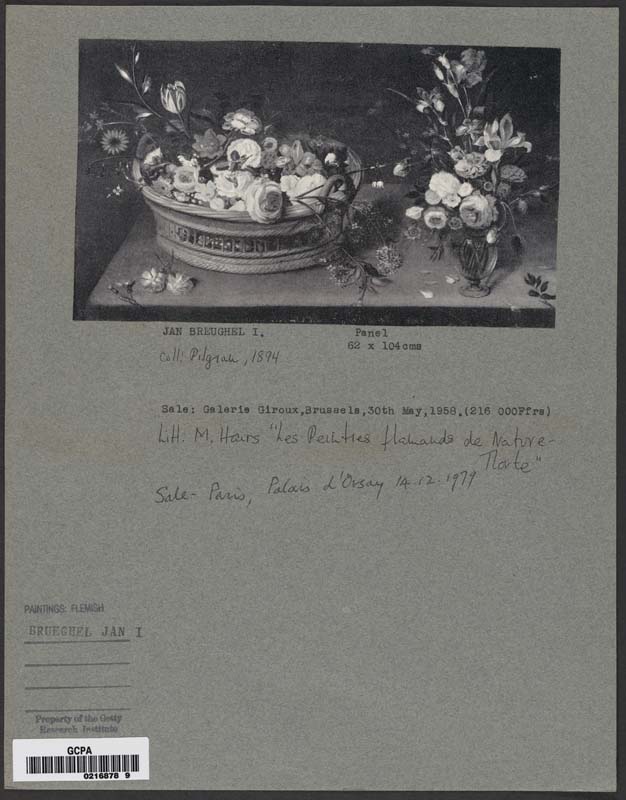 JAN BREUGHEL I. Panel
62 x 104cms
Coll: Pilgrau, 1894
Sale: Galerie Giroux,Brussels,30th May,1958.(216 000Ffrs)
Litt: M. Hairs "Les Peintres flamands de Nature-
Morte"
Sale- Paris, Palais d'Orsay 14.12.1979
PAINTINGS: FLEMISH
BRUEGHEL JAN I
Property of the Getty
Research Institute
GCPA
0216878 9